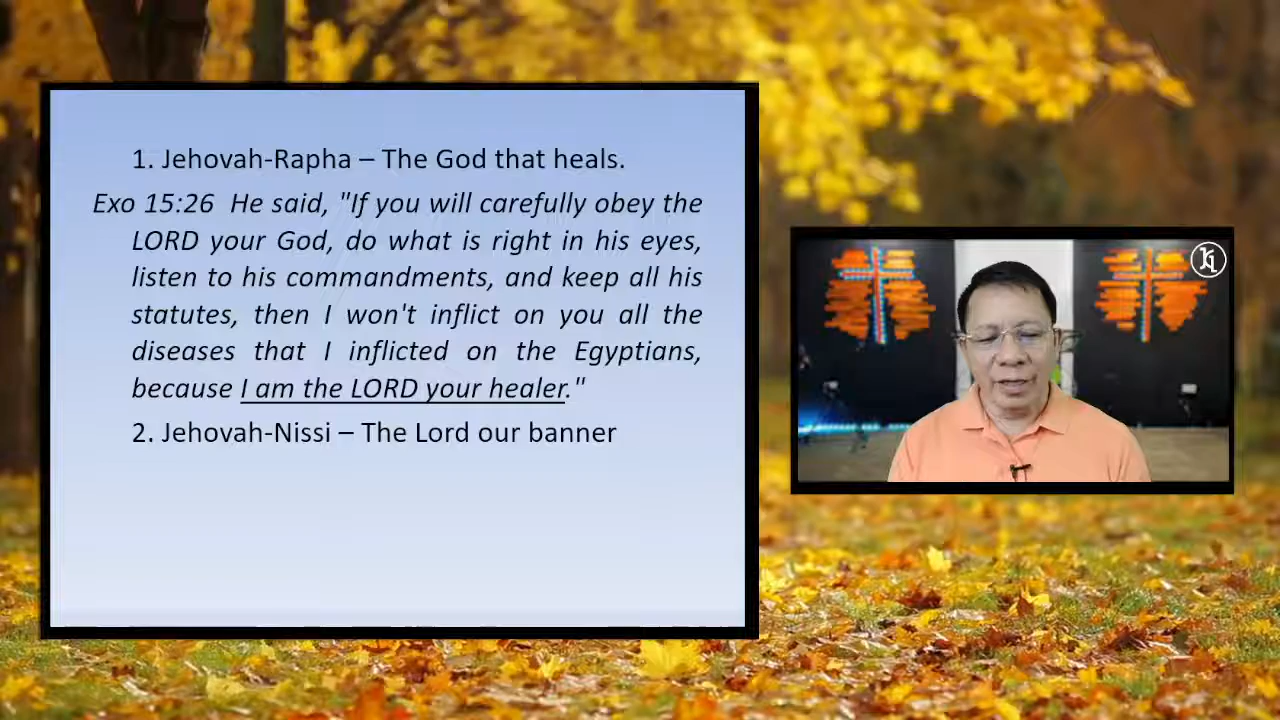 1. Jehovah-Rapha – The God that heals.
Exo 15:26 He said, "If you will carefully obey the
LORD your God, do what is right in his eyes,
listen to his commandments, and keep all his
statutes, then I won't inflict on you all the
diseases that I inflicted on the Egyptians,
because I am the LORD your healer."
2. Jehovah-Nissi – The Lord our banner